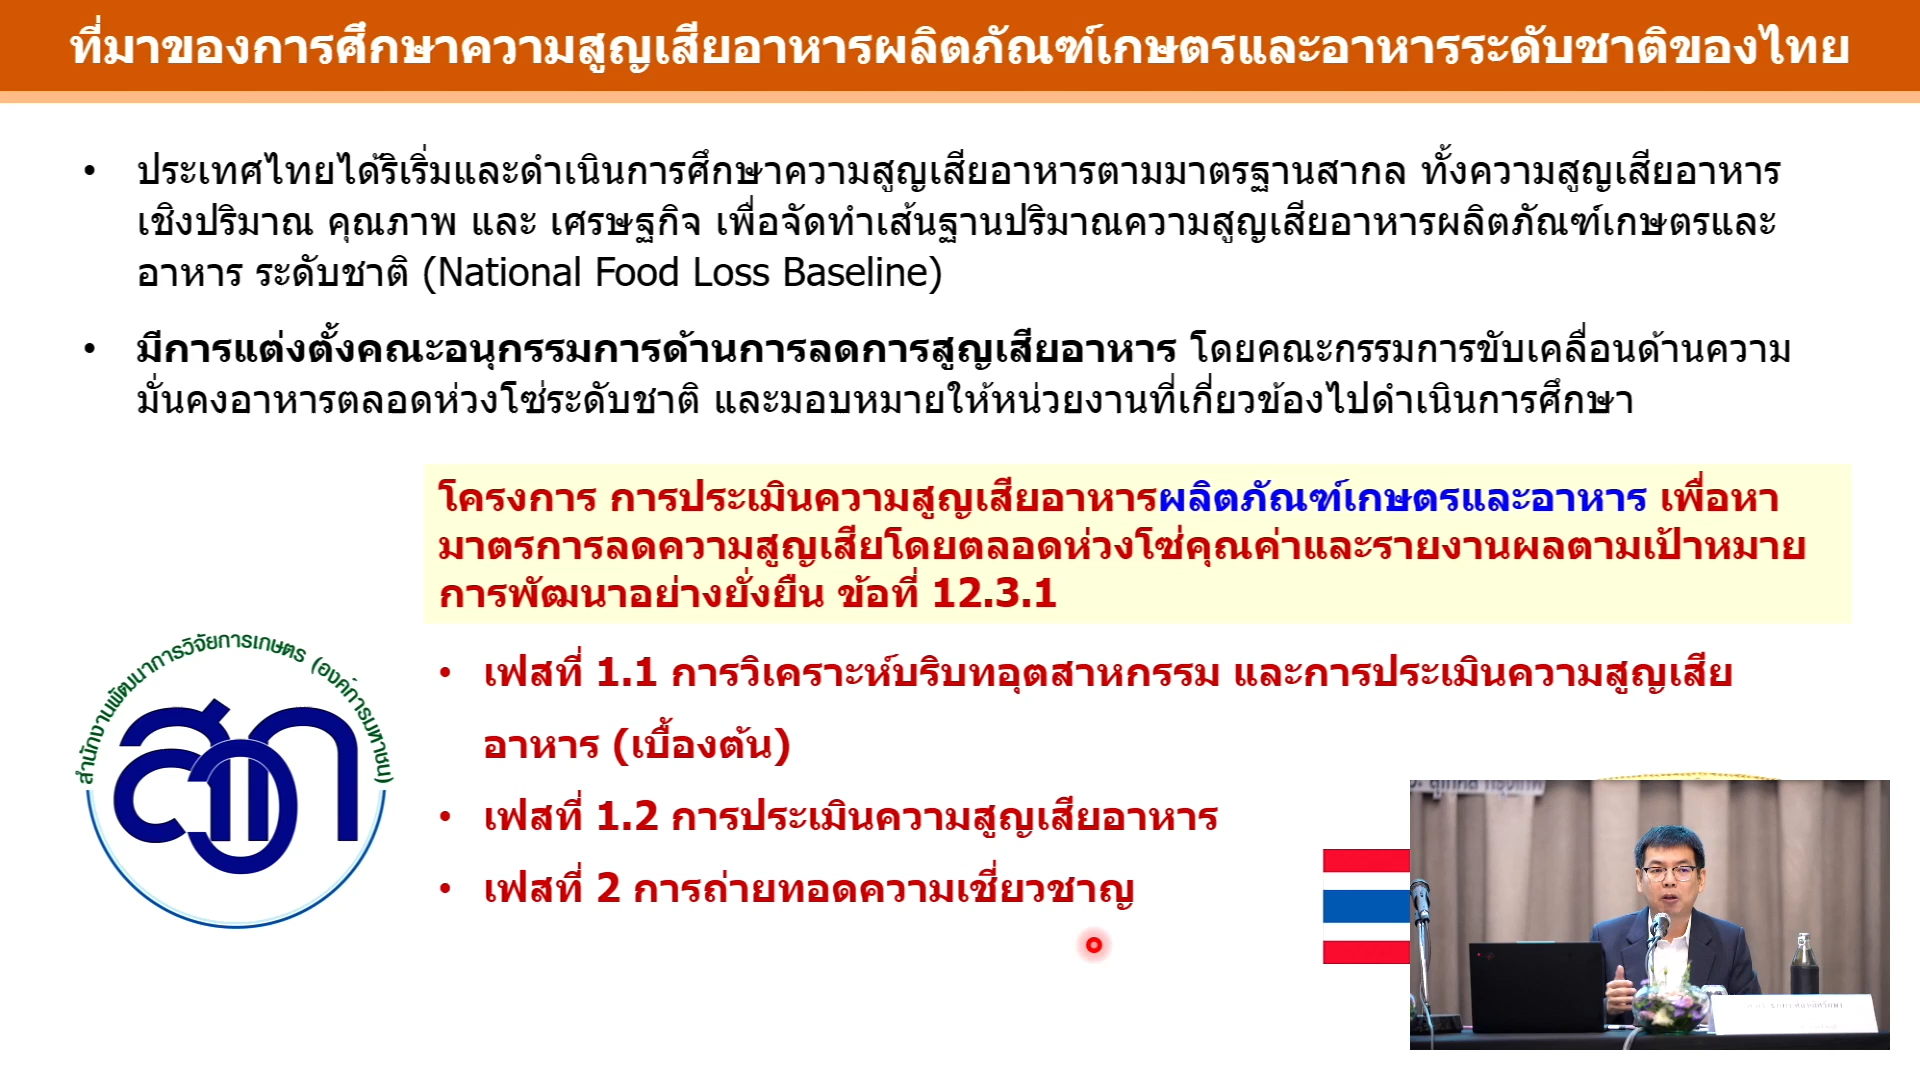 ที่มาของการศึกษาความสูญเสียอาหารผลิตภัณฑ์เกษตรและอาหารระดับชาติของไทย
• ประเทศไทยได้ริเริ่มและดำเนินการศึกษาความสูญเสียอาหารตามมาตรฐานสากล ทั้งความสูญเสียอาหาร
เชิงปริมาณ คุณภาพ และ เศรษฐกิจ เพื่อจัดทำเส้นฐานปริมาณความสูญเสียอาหารผลิตภัณฑ์เกษตรและ
อาหาร ระดับชาติ (National Food Loss Baseline)
• มีการแต่งตั้งคณะอนุกรรมการด้านการลดการสูญเสียอาหาร โดยคณะกรรมการขับเคลื่อนด้านความ
มั่นคงอาหารตลอดห่วงโซ่ระดับชาติ และมอบหมายให้หน่วยงานที่เกี่ยวข้องไปดำเนินการศึกษา
โครงการ การประเมินความสูญเสียอาหารผลิตภัณฑ์เกษตรและอาหาร เพื่อหา
มาตรการลดความสูญเสียโดยตลอดห่วงโซ่คุณค่าและรายงานผลตามเป้าหมาย
การพัฒนาอย่างยั่งยืน ข้อที่ 12.3.1
สำนักงานพัฒนาการวิจัยการเกษตร (องค์การมหาชน)
สวก
• เฟสที่ 1.1 การวิเคราะห์บริบทอุตสาหกรรม และการประเมินความสูญเสีย
อาหาร (เบื้องต้น)
• เฟสที่ 1.2 การประเมินความสูญเสียอาหาร
• เฟสที่ 2 การถ่ายทอดความเชี่ยวชาญ